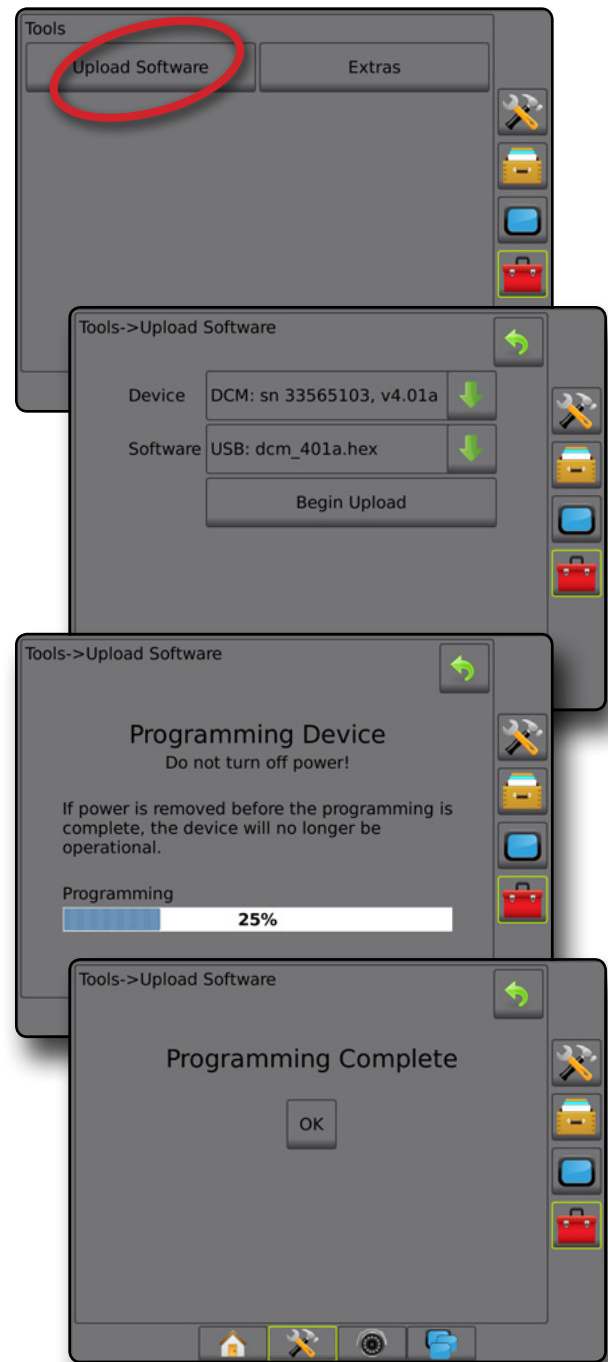 Tools
Upload Software
Extras
Tools->Upload Software
Device
DCM: sn 33565103, v4.01a
Software
USB: dcm_401a.hex
Begin Upload
Tools->Upload Software
Programming Device
Do not turn off power!
If power is removed before the programming is
complete, the device will no longer be
operational.
Programming
25%
Tools->Upload Software
Programming Complete
OK